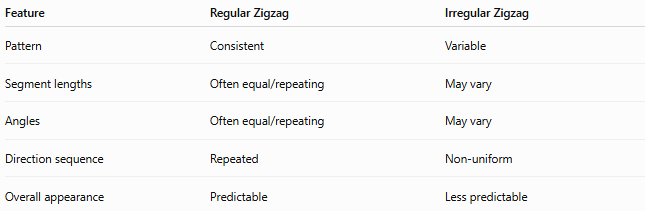 Feature Regular Zigzag Irregular Zigzag
Pattern Consistent Variable
Segment lengths Often equal/repeating May vary
Angles Often equal/repeating May vary
Direction sequence Repeated Non-uniform
Overall appearance Predictable Less predictable